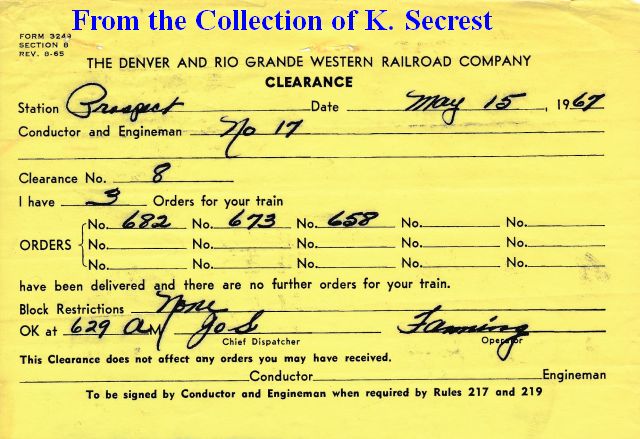 From the Collection of K. Secrest
FORM 3249
SECTION 8
REV. 8-65
THE DENVER AND RIO GRANDE WESTERN RAILROAD COMPANY
CLEARANCE
Station Prospect Date May 15, 1967
Conductor and Engineman No 17
Clearance No. 8
I have 3 Orders for your train
ORDERS
No. 682 No. 673 No. 658 No. No.
No. No. No. No. No.
No. No. No. No. No.
have been delivered and there are no further orders for your train.
Block Restrictions None
OK at 629 AM JoS Fanning
Chief Dispatcher Operator
This Clearance does not affect any orders you may have received.
Conductor Engineman
To be signed by Conductor and Engineman when required by Rules 217 and 219